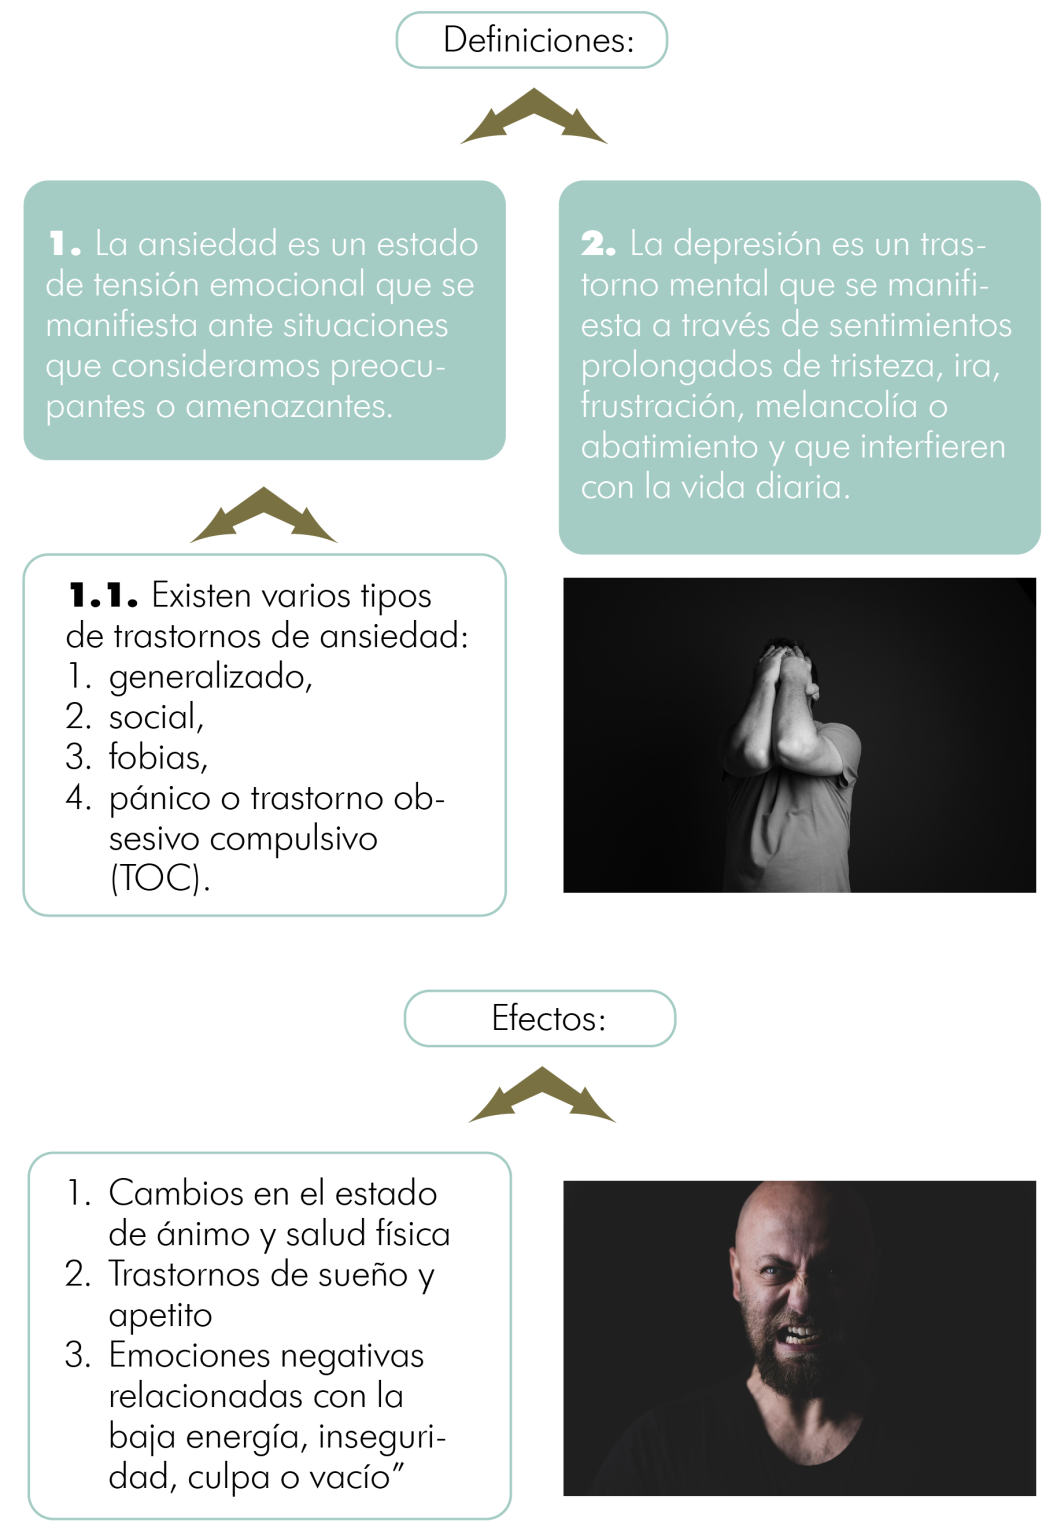 Definiciones:
1. La ansiedad es un estado
de tensión emocional que se
manifiesta ante situaciones
que consideramos preocu-
pantes o amenazantes.
2. La depresión es un tras-
torno mental que se manifi-
esta a través de sentimientos
prolongados de tristeza, ira,
frustración, melancolía o
abatimiento y que interfieren
con la vida diaria.
1.1. Existen varios tipos
de trastornos de ansiedad:
1. generalizado,
2. social,
3. fobias,
4. pánico o trastorno ob-
sesivo compulsivo
(TOC).
Efectos:
1. Cambios en el estado
de ánimo y salud física
2. Trastornos de sueño y
apetito
3. Emociones negativas
relacionadas con la
baja energía, inseguri-
dad, culpa o vacío”